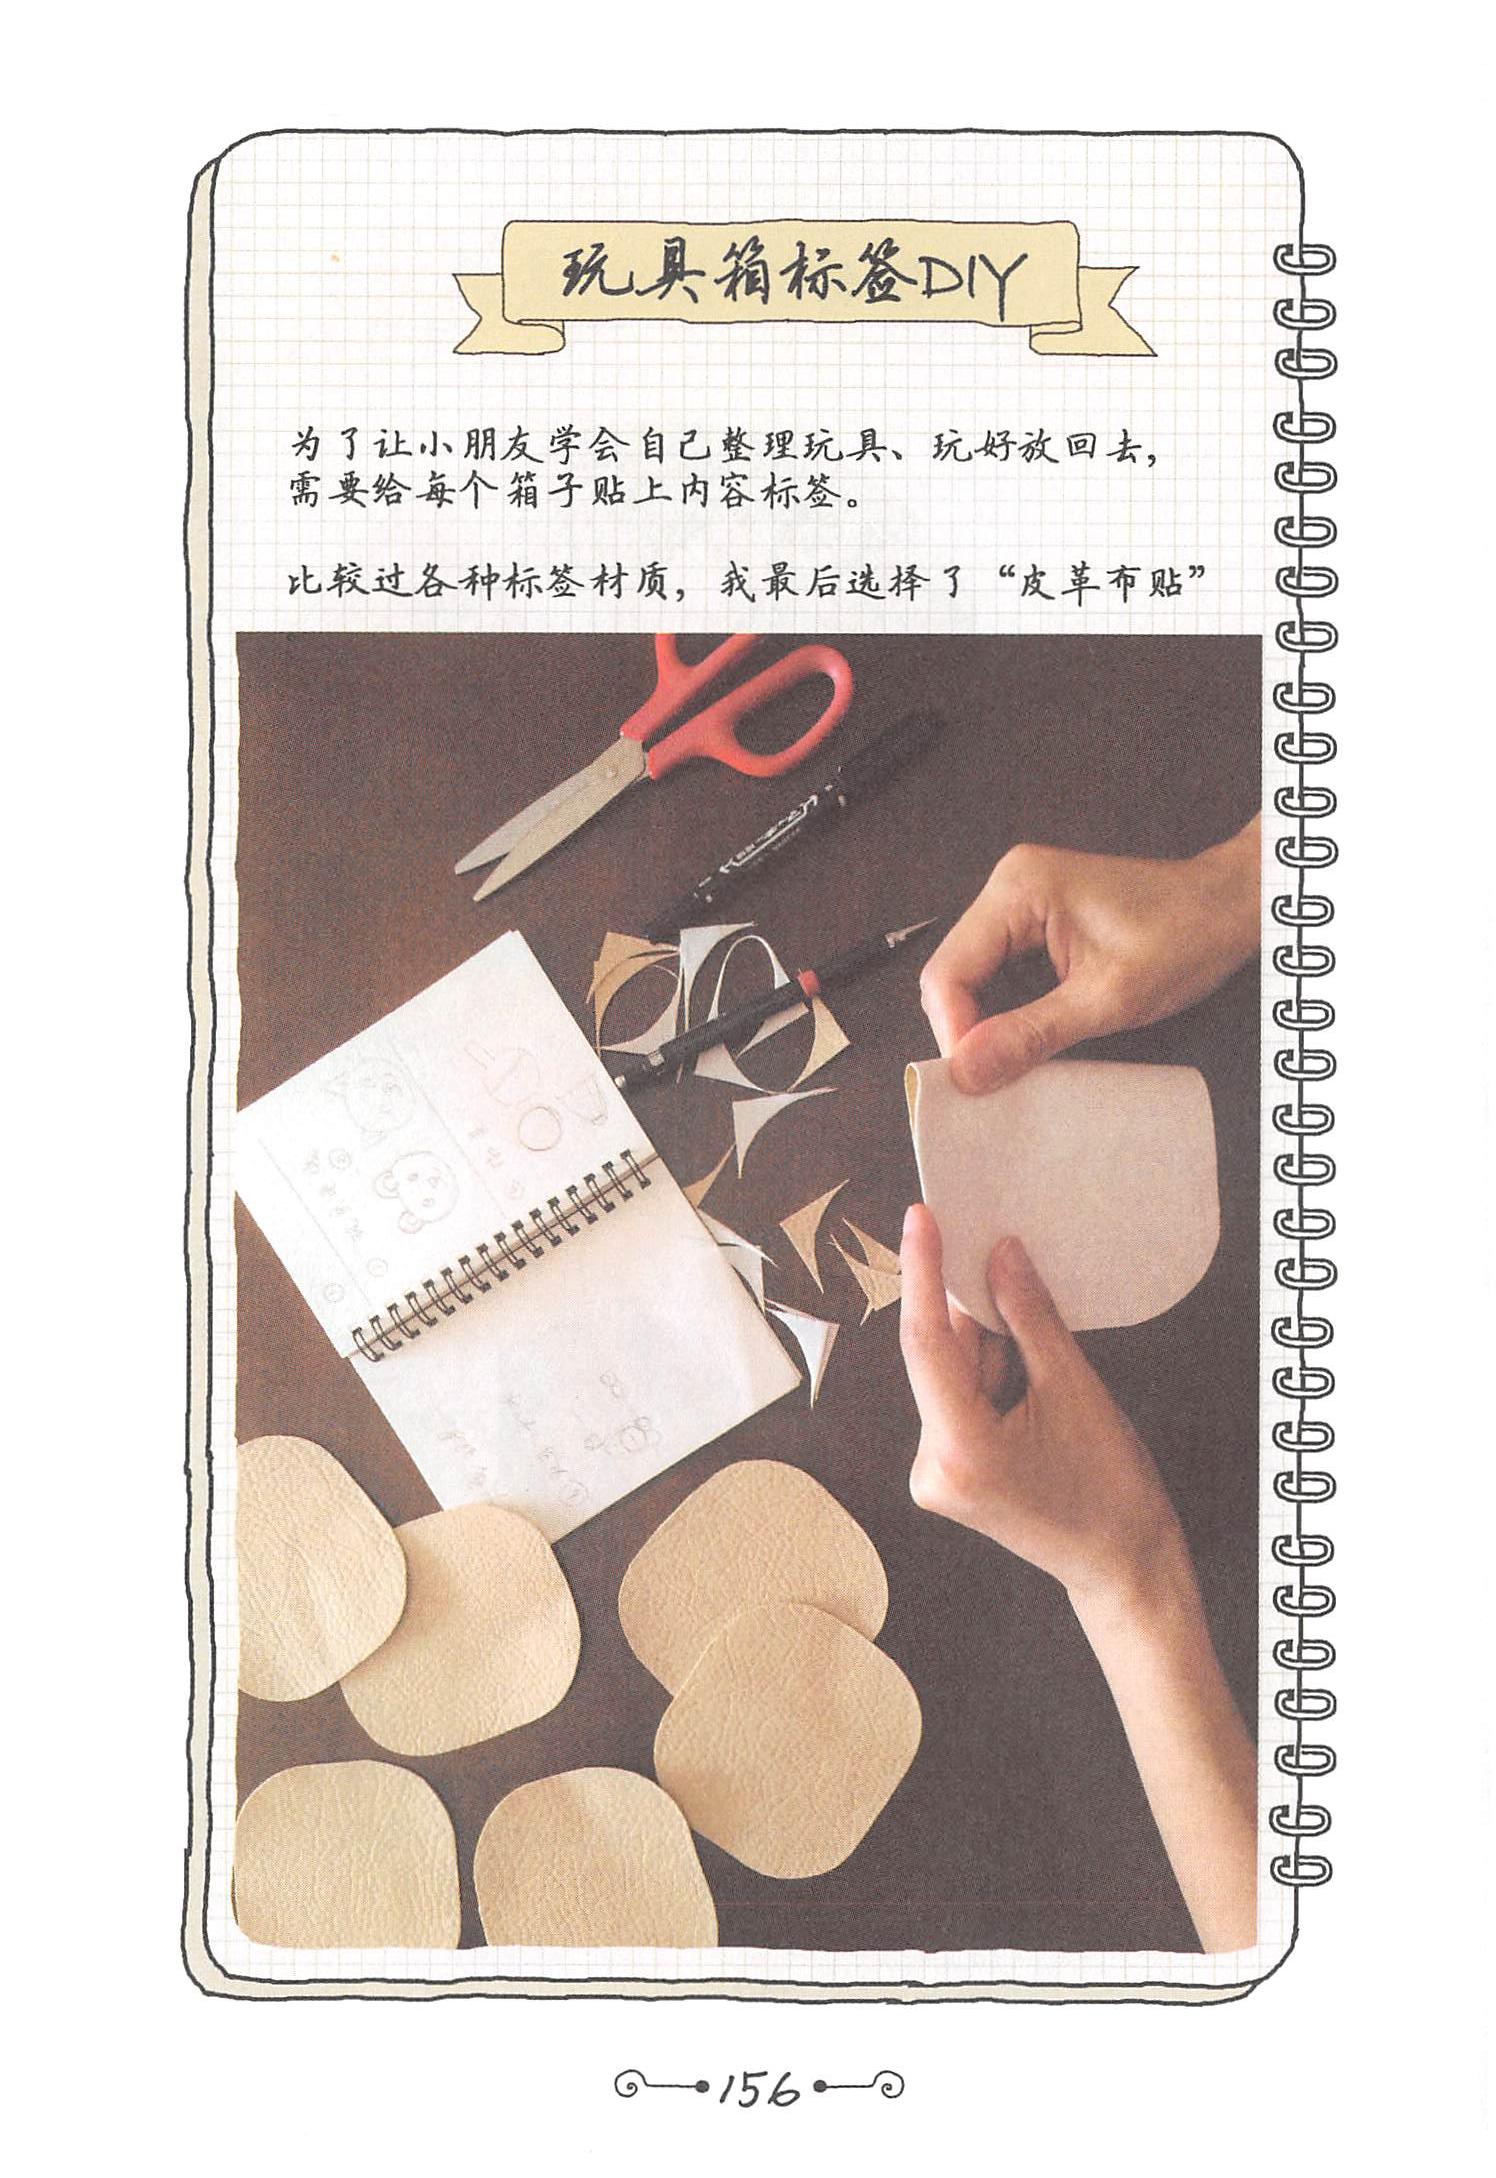 玩具箱标签DIY
为了让小朋友学会自己整理玩具、玩好放回去，
需要给每个箱子贴上内容标签。
比较过各种标签材质，我最后选择了“皮革布贴”
156